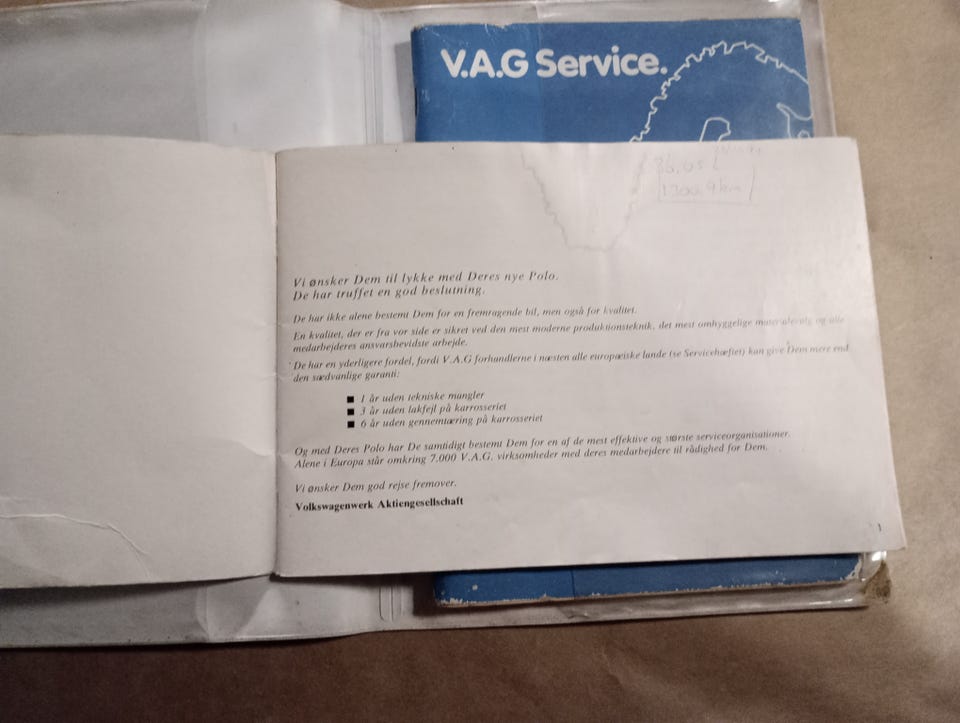 V.A.G Service.
1300,9 km
Vi ønsker Dem til lykke med Deres nye Polo.
De har truffet en god beslutning.
De har ikke alene bestemt Dem for en fremragende bil, men også for kvalitet.
En kvalitet, der er fra vor side er sikret ved den mest moderne produktionsteknik, det mest omhyggelige materialevalg og alle
medarbejderes ansvarsbevidste arbejde.
De har en yderligere fordel, fordi V.A.G forhandlerne i næsten alle europæiske lande (se Servicehæftet) kan give Dem mere end
den sædvanlige garanti:
■ 1 år uden tekniske mangler
■ 3 år uden lakfejl på karrosseriet
■ 6 år uden gennemtæring på karrosseriet
Og med Deres Polo har De samtidigt bestemt Dem for en af de mest effektive og største serviceorganisationer.
Alene i Europa står omkring 7.000 V.A.G. virksomheder med deres medarbejdere til rådighed for Dem.
Vi ønsker Dem god rejse fremover.
Volkswagenwerk Aktiengesellschaft
1